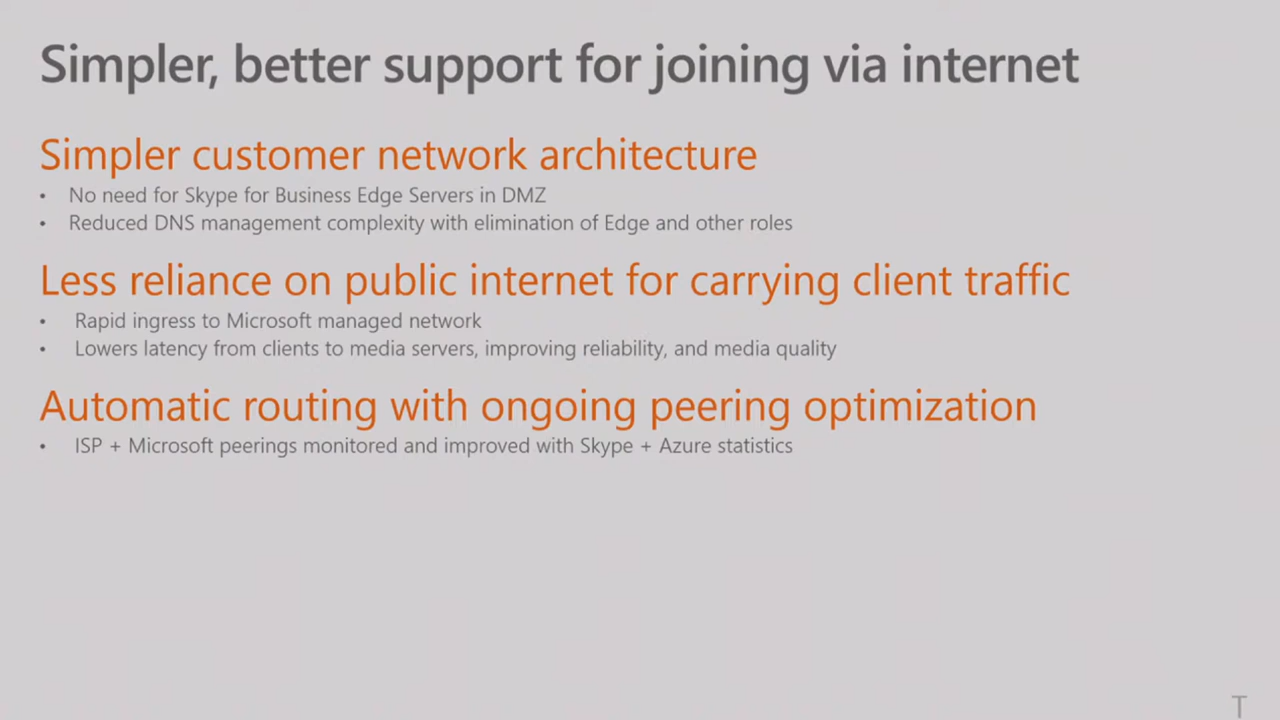 Simpler, better support for joining via internet
Simpler customer network architecture
• No need for Skype for Business Edge Servers in DMZ
• Reduced DNS management complexity with elimination of Edge and other roles
Less reliance on public internet for carrying client traffic
• Rapid ingress to Microsoft managed network
• Lowers latency from clients to media servers, improving reliability, and media quality
Automatic routing with ongoing peering optimization
• ISP + Microsoft peerings monitored and improved with Skype + Azure statistics
T